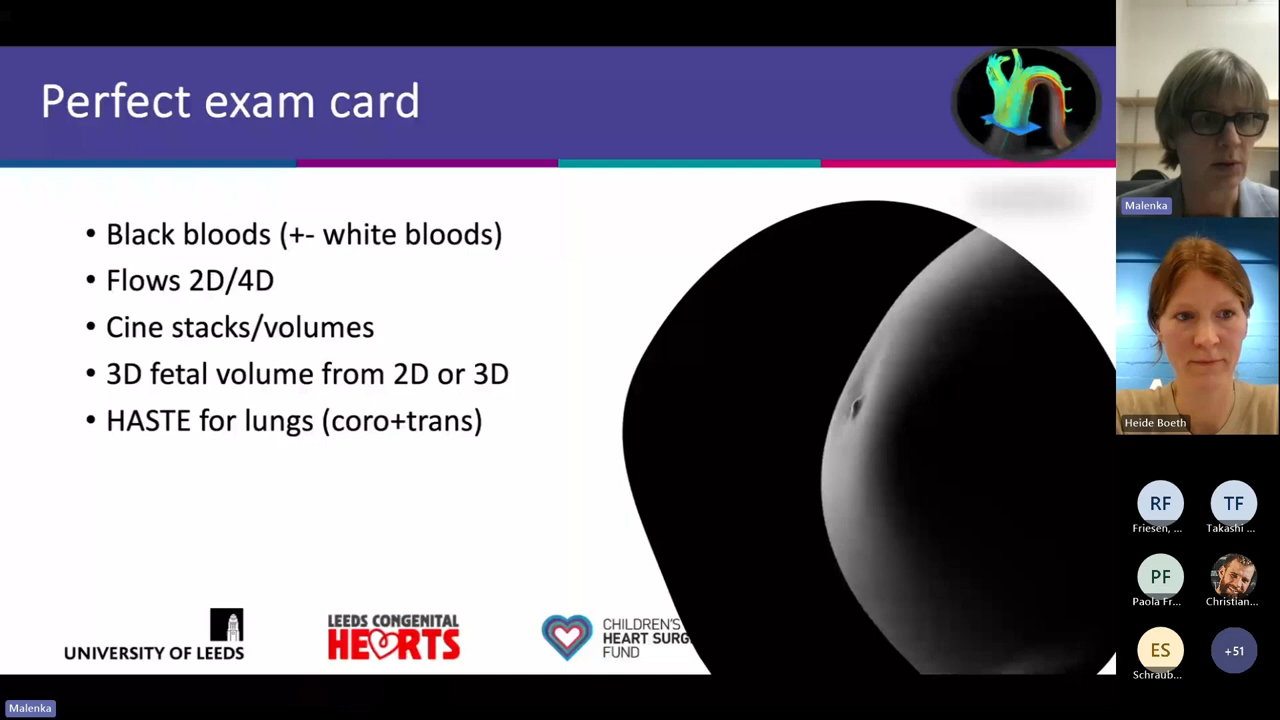 Perfect exam card
• Black bloods (+- white bloods)
• Flows 2D/4D
• Cine stacks/volumes
• 3D fetal volume from 2D or 3D
• HASTE for lungs (coro+trans)
UNIVERSITY OF LEEDS
LEEDS CONGENITAL
HEARTS
CHILDREN'S
HEART SURG
FUND
Malenka
Malenka
Heide Boeth
RF
Friesen, ...
TF
Takashi ...
PF
Paola Fr...
Christian...
ES
Schraub...
+51